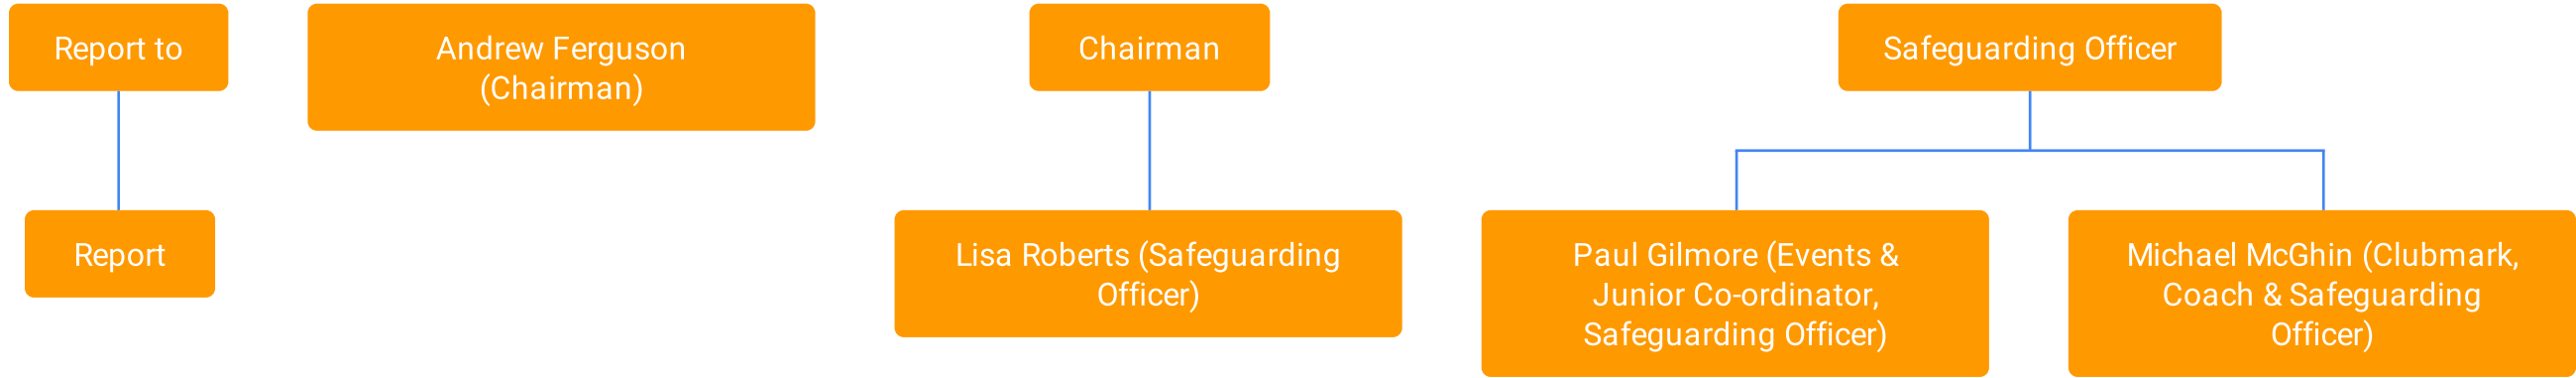 Report to
Report
Andrew Ferguson
(Chairman)
Chairman
Lisa Roberts (Safeguarding
Officer)
Safeguarding Officer
Paul Gilmore (Events &
Junior Co-ordinator,
Safeguarding Officer)
Michael McGhin (Clubmark,
Coach & Safeguarding
Officer)